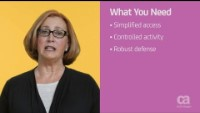 What You Need
• Simplified access
• Controlled activity
• Robust defense
ca